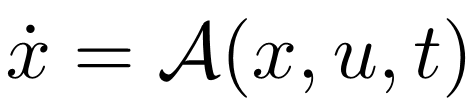 ẋ = 𝒜(x, u, t)